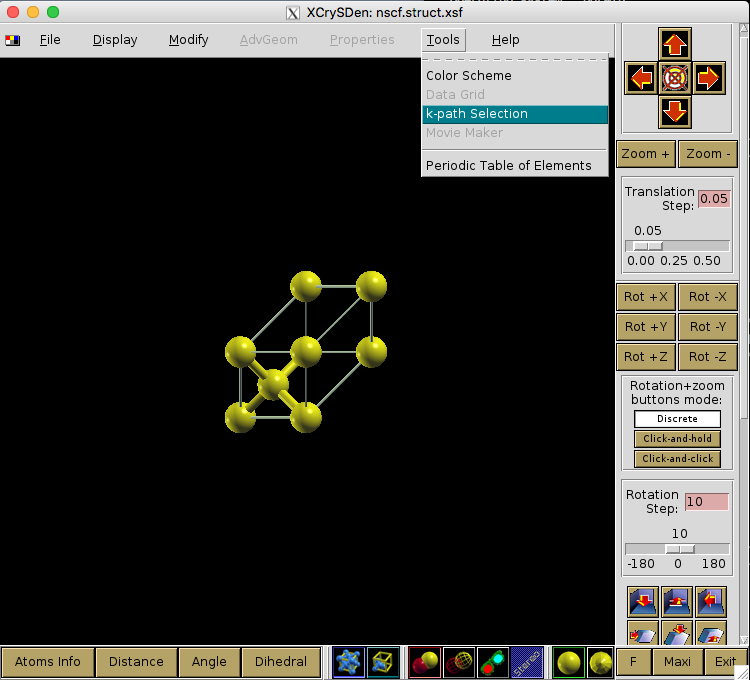 XCrySDen: nscf.struct.xsf
File Display Modify AdvGeom Properties Tools Help
Color Scheme
Data Grid
k-path Selection
Movie Maker
Periodic Table of Elements
Zoom + Zoom -
Translation
Step: 0.05
0.05
0.00 0.25 0.50
Rot +X Rot -X
Rot +Y Rot -Y
Rot +Z Rot -Z
Rotation+zoom
buttons mode:
Discrete
Click-and-hold
Click-and-click
Rotation
Step: 10
10
-180 0 180
Atoms Info Distance Angle Dihedral Stereo F Maxi Exit